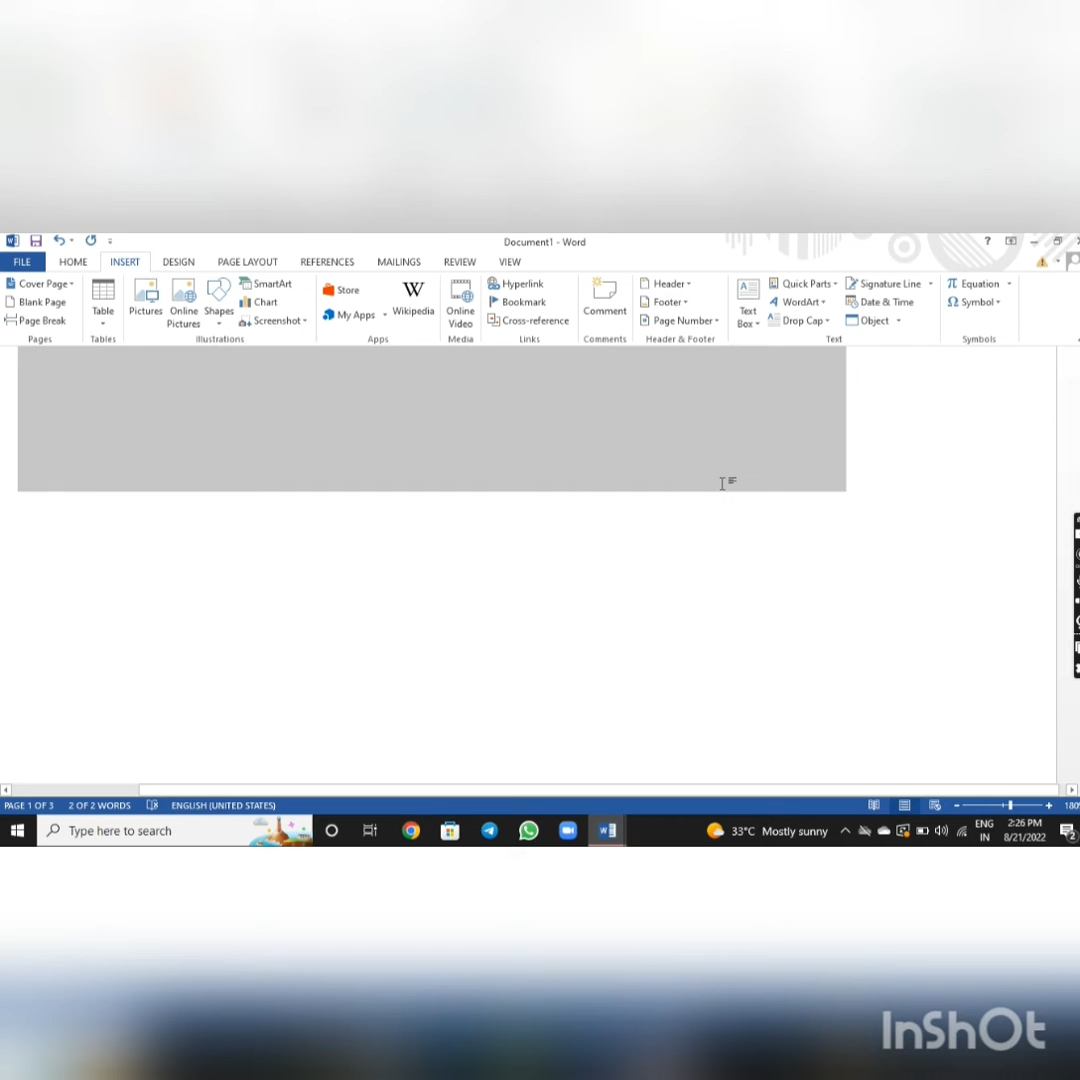 Document1 - Word
?
FILE HOME INSERT DESIGN PAGE LAYOUT REFERENCES MAILINGS REVIEW VIEW
Cover Page
Blank Page
Page Break
Pages
Table
Tables
Pictures
Online Pictures
Shapes
SmartArt
Chart
Screenshot
Illustrations
Store
My Apps
Wikipedia
Apps
Online Video
Media
Hyperlink
Bookmark
Cross-reference
Links
Comment
Comments
Header
Footer
Page Number
Header & Footer
Text Box
Quick Parts
WordArt
Drop Cap
Signature Line
Date & Time
Object
Text
Equation
Symbol
Symbols
PAGE 1 OF 3 2 OF 2 WORDS ENGLISH (UNITED STATES)
180%
Type here to search
33°C Mostly sunny
ENG
IN
2:26 PM
8/21/2022
2
InShOt